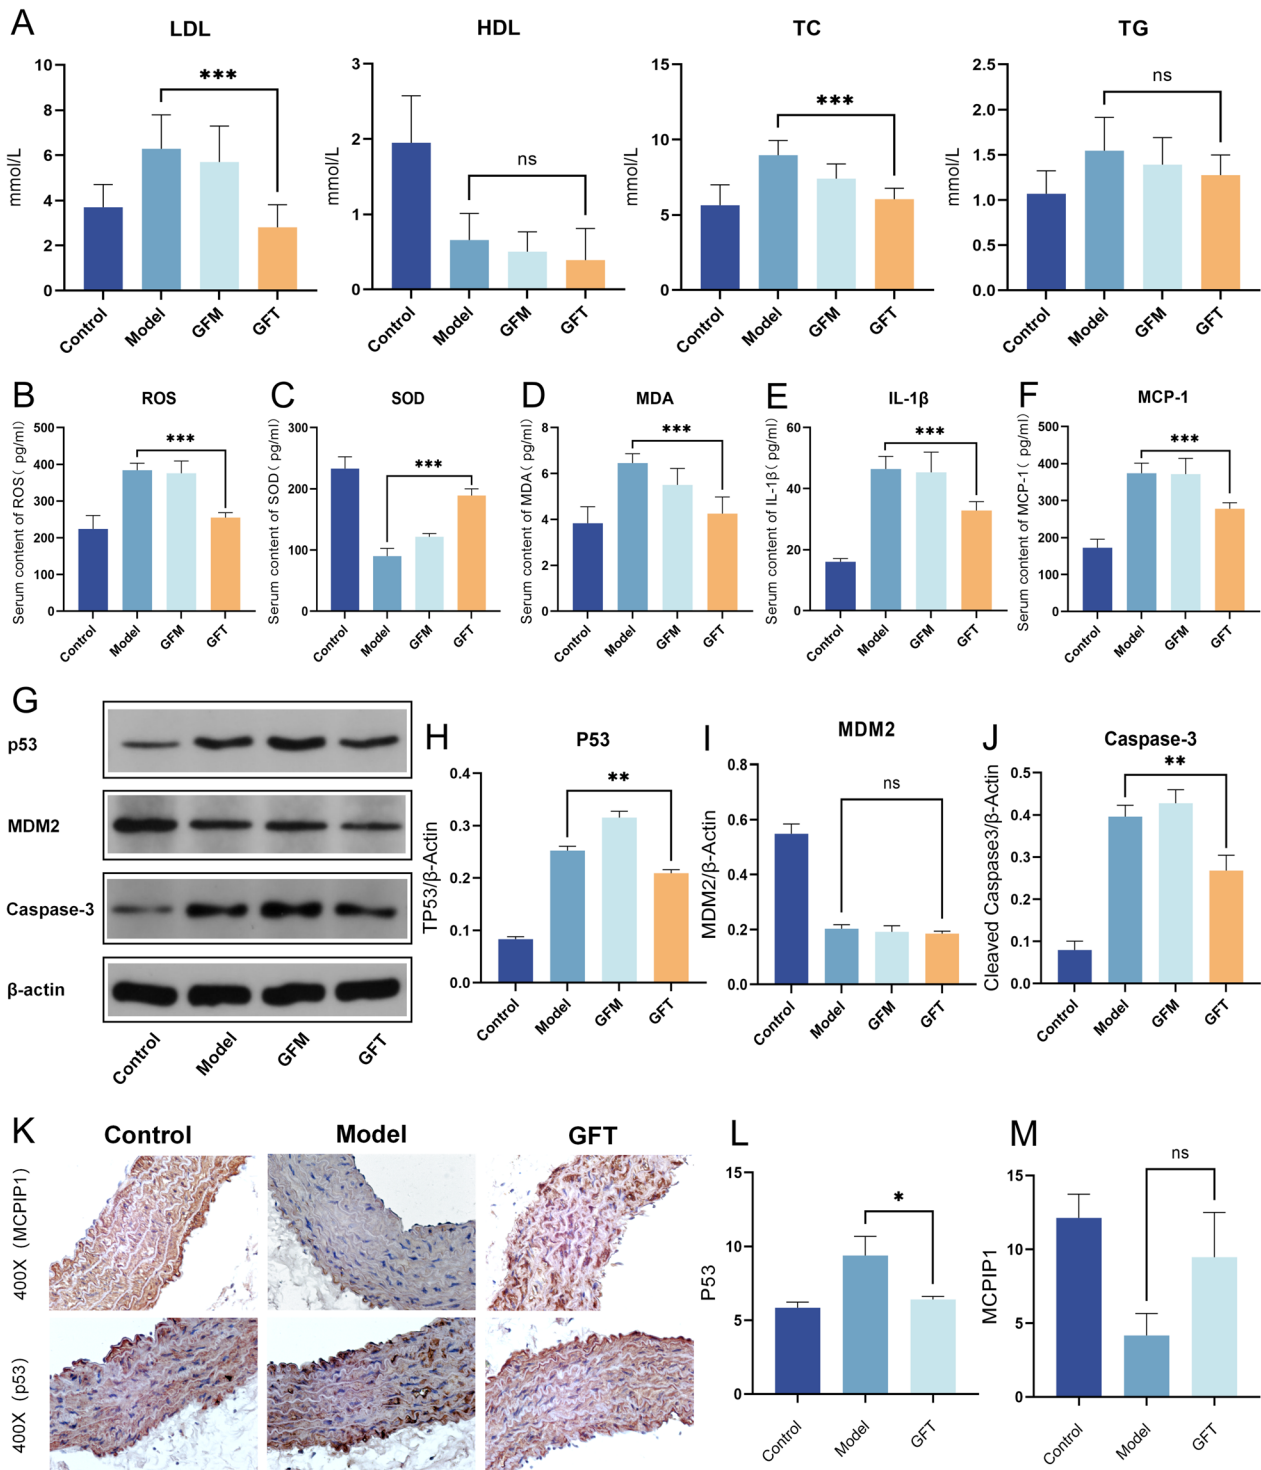 A
LDL
HDL
TC
TG
10
8
6
4
2
0
mmol/L
***
Control
Model
GFM
GFT
3
2
1
0
mmol/L
ns
Control
Model
GFM
GFT
15
10
5
0
mmol/L
***
Control
Model
GFM
GFT
2.5
2.0
1.5
1.0
0.5
0.0
mmol/L
ns
Control
Model
GFM
GFT
B
ROS
Serum content of ROS( pg/ml)
500
400
300
200
100
0
***
Control
Model
GFM
GFT
C
SOD
Serum content of SOD( pg/ml)
300
200
100
0
***
Control
Model
GFM
GFT
D
MDA
Serum content of MDA( pg/ml)
8
6
4
2
0
***
Control
Model
GFM
GFT
E
IL-1β
Serum content of IL-1β( pg/ml)
60
40
20
0
***
Control
Model
GFM
GFT
F
MCP-1
Serum content of MCP-1( pg/ml)
500
400
300
200
100
0
***
Control
Model
GFM
GFT
G
p53
MDM2
Caspase-3
β-actin
Control
Model
GFM
GFT
H
P53
TP53/β-Actin
0.4
0.3
0.2
0.1
0.0
**
Control
Model
GFM
GFT
I
MDM2
MDM2/β-Actin
0.8
0.6
0.4
0.2
0.0
ns
Control
Model
GFM
GFT
J
Caspase-3
Cleaved Caspase3/β-Actin
0.5
0.4
0.3
0.2
0.1
0.0
**
Control
Model
GFM
GFT
K
Control
Model
GFT
400X (MCPIP1)
400X (p53)
L
P53
15
10
5
0
*
Control
Model
GFT
M
MCPIP1
15
10
5
0
ns
Control
Model
GFT